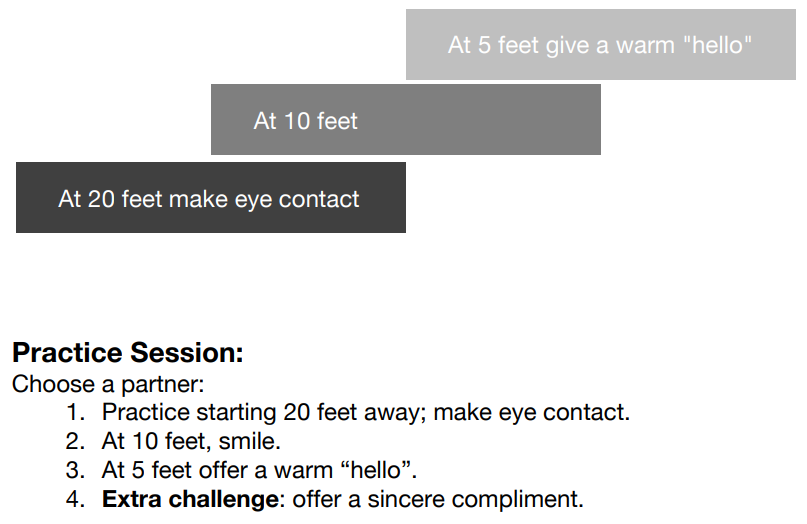 At 5 feet give a warm "hello"
At 10 feet
At 20 feet make eye contact
Practice Session:
Choose a partner:
1. Practice starting 20 feet away; make eye contact.
2. At 10 feet, smile.
3. At 5 feet offer a warm “hello”.
4. Extra challenge: offer a sincere compliment.